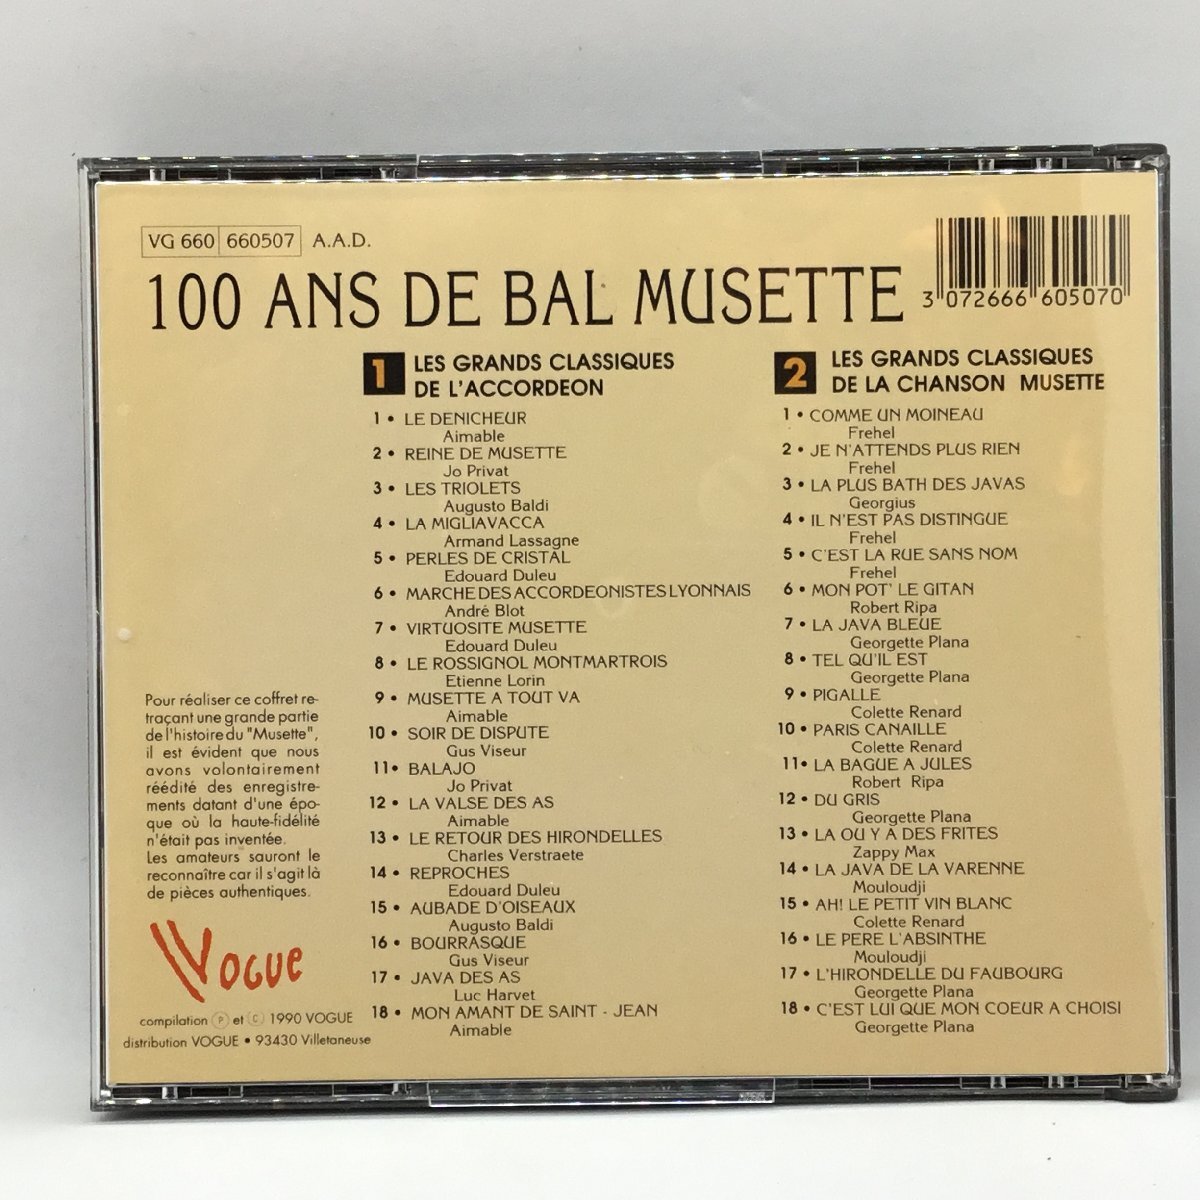 VG 660 660507 A.A.D.
100 ANS DE BAL MUSETTE
3 072666 605070
1 LES GRANDS CLASSIQUES
DE L'ACCORDEON
1 • LE DENICHEUR
Aimable
2 • REINE DE MUSETTE
Jo Privat
3 • LES TRIOLETS
Augusto Baldi
4 • LA MIGLIAVACCA
Armand Lassagne
5 • PERLES DE CRISTAL
Edouard Duleu
6 • MARCHE DES ACCORDEONISTES LYONNAIS
André Blot
7 • VIRTUOSITE MUSETTE
Edouard Duleu
8 • LE ROSSIGNOL MONTMARTROIS
Etienne Lorin
9 • MUSETTE A TOUT VA
Aimable
10 • SOIR DE DISPUTE
Gus Viseur
11 • BALAJO
Jo Privat
12 • LA VALSE DES AS
Aimable
13 • LE RETOUR DES HIRONDELLES
Charles Verstraete
14 • REPROCHES
Edouard Duleu
15 • AUBADE D'OISEAUX
Augusto Baldi
16 • BOURRASQUE
Gus Viseur
17 • JAVA DES AS
Luc Harvet
18 • MON AMANT DE SAINT - JEAN
Aimable
2 LES GRANDS CLASSIQUES
DE LA CHANSON MUSETTE
1 • COMME UN MOINEAU
Frehel
2 • JE N'ATTENDS PLUS RIEN
Frehel
3 • LA PLUS BATH DES JAVAS
Georgius
4 • IL N'EST PAS DISTINGUE
Frehel
5 • C'EST LA RUE SANS NOM
Frehel
6 • MON POT' LE GITAN
Robert Ripa
7 • LA JAVA BLEUE
Georgette Plana
8 • TEL QU'IL EST
Georgette Plana
9 • PIGALLE
Colette Renard
10 • PARIS CANAILLE
Colette Renard
11 • LA BAGUE A JULES
Robert Ripa
12 • DU GRIS
Georgette Plana
13 • LA OU Y A DES FRITES
Zappy Max
14 • LA JAVA DE LA VARENNE
Mouloudji
15 • AH! LE PETIT VIN BLANC
Colette Renard
16 • LE PERE L'ABSINTHE
Mouloudji
17 • L'HIRONDELLE DU FAUBOURG
Georgette Plana
18 • C'EST LUI QUE MON COEUR A CHOISI
Georgette Plana
Pour réaliser ce coffret re-
traçant une grande partie
de l'histoire du "Musette",
il est évident que nous
avons volontairement
réédité des enregistre-
ments datant d'une épo-
que où la haute-fidélité
n'était pas inventée.
Les amateurs sauront le
reconnaître car il s'agit là
de pièces authentiques.
VOGUE
compilation Ⓟ et © 1990 VOGUE
distribution VOGUE • 93430 Villetaneuse